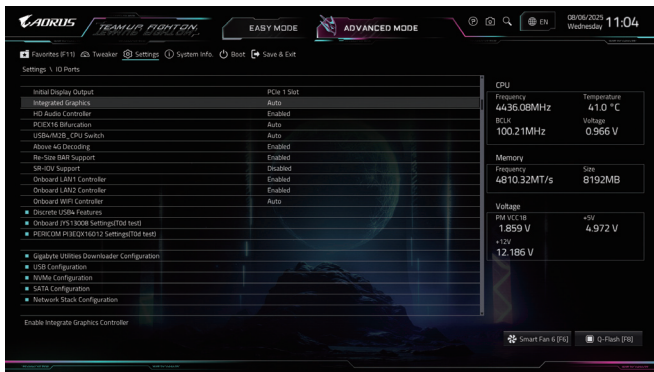 AORUS
TEAM UP. FIGHT ON.
EASY MODE
ADVANCED MODE
EN
08/06/2025
Wednesday
11:04
Favorites (F11)
Tweaker
Settings
System Info.
Boot
Save & Exit
Settings \ IO Ports
Initial Display Output PCIe 1 Slot
Integrated Graphics Auto
HD Audio Controller Enabled
PCIEX16 Bifurcation Auto
USB4/M2B_CPU Switch Auto
Above 4G Decoding Enabled
Re-Size BAR Support Enabled
SR-IOV Support Disabled
Onboard LAN1 Controller Enabled
Onboard LAN2 Controller Enabled
Onboard WIFI Controller Auto
Discrete USB4 Features
Onboard JYS13008 Settings(T0d test)
PERICOM PI3EQX16012 Settings(T0d test)
Gigabyte Utilities Downloader Configuration
USB Configuration
NVMe Configuration
SATA Configuration
Network Stack Configuration
Enable Integrate Graphics Controller
CPU
Frequency Temperature
4436.08MHz 41.0 °C
BCLK Voltage
100.21MHz 0.966 V
Memory
Frequency Size
4810.32MT/s 8192MB
Voltage
PM VCC18 +5V
1.859 V 4.972 V
+12V
12.186 V
Smart Fan 6 [F6]
Q-Flash [F8]